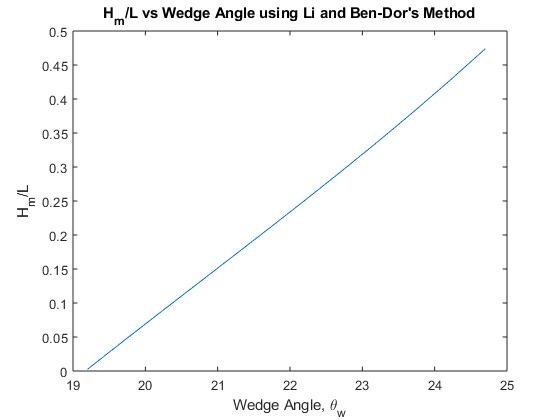 H_m/L vs Wedge Angle using Li and Ben-Dor's Method
0.5
0.45
0.4
0.35
0.3
0.25
0.2
0.15
0.1
0.05
0
H_m/L
19 20 21 22 23 24 25
Wedge Angle, θ_w